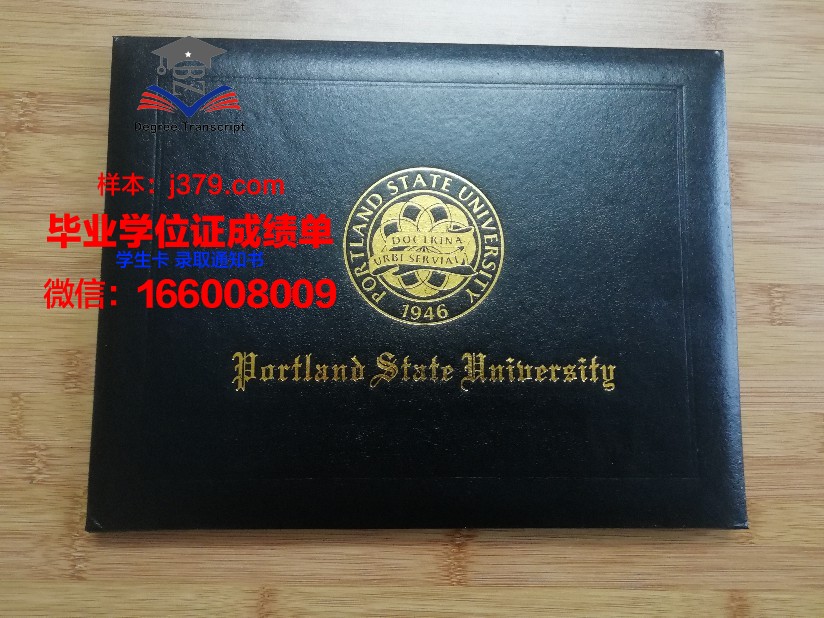 Degree Transcript
样本：j379.com
毕业学位证成绩单
学生卡 录取通知书
微信：166008009
PORTLAND STATE UNIVERSITY
DOCTRINA
URBI SERVIAT
1946
Portland State University